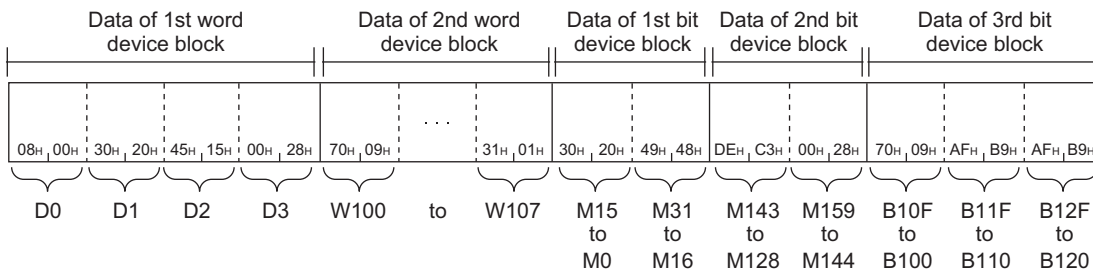 Data of 1st word device block
Data of 2nd word device block
Data of 1st bit device block
Data of 2nd bit device block
Data of 3rd bit device block
08H 00H 30H 20H 45H 15H 00H 28H 70H 09H ... 31H 01H 30H 20H 49H 48H DEH C3H 00H 28H 70H 09H AFH B9H AFH B9H
D0 D1 D2 D3 W100 to W107 M15 M31 M143 M159 B10F B11F B12F
to to to to to to to
M0 M16 M128 M144 B100 B110 B120